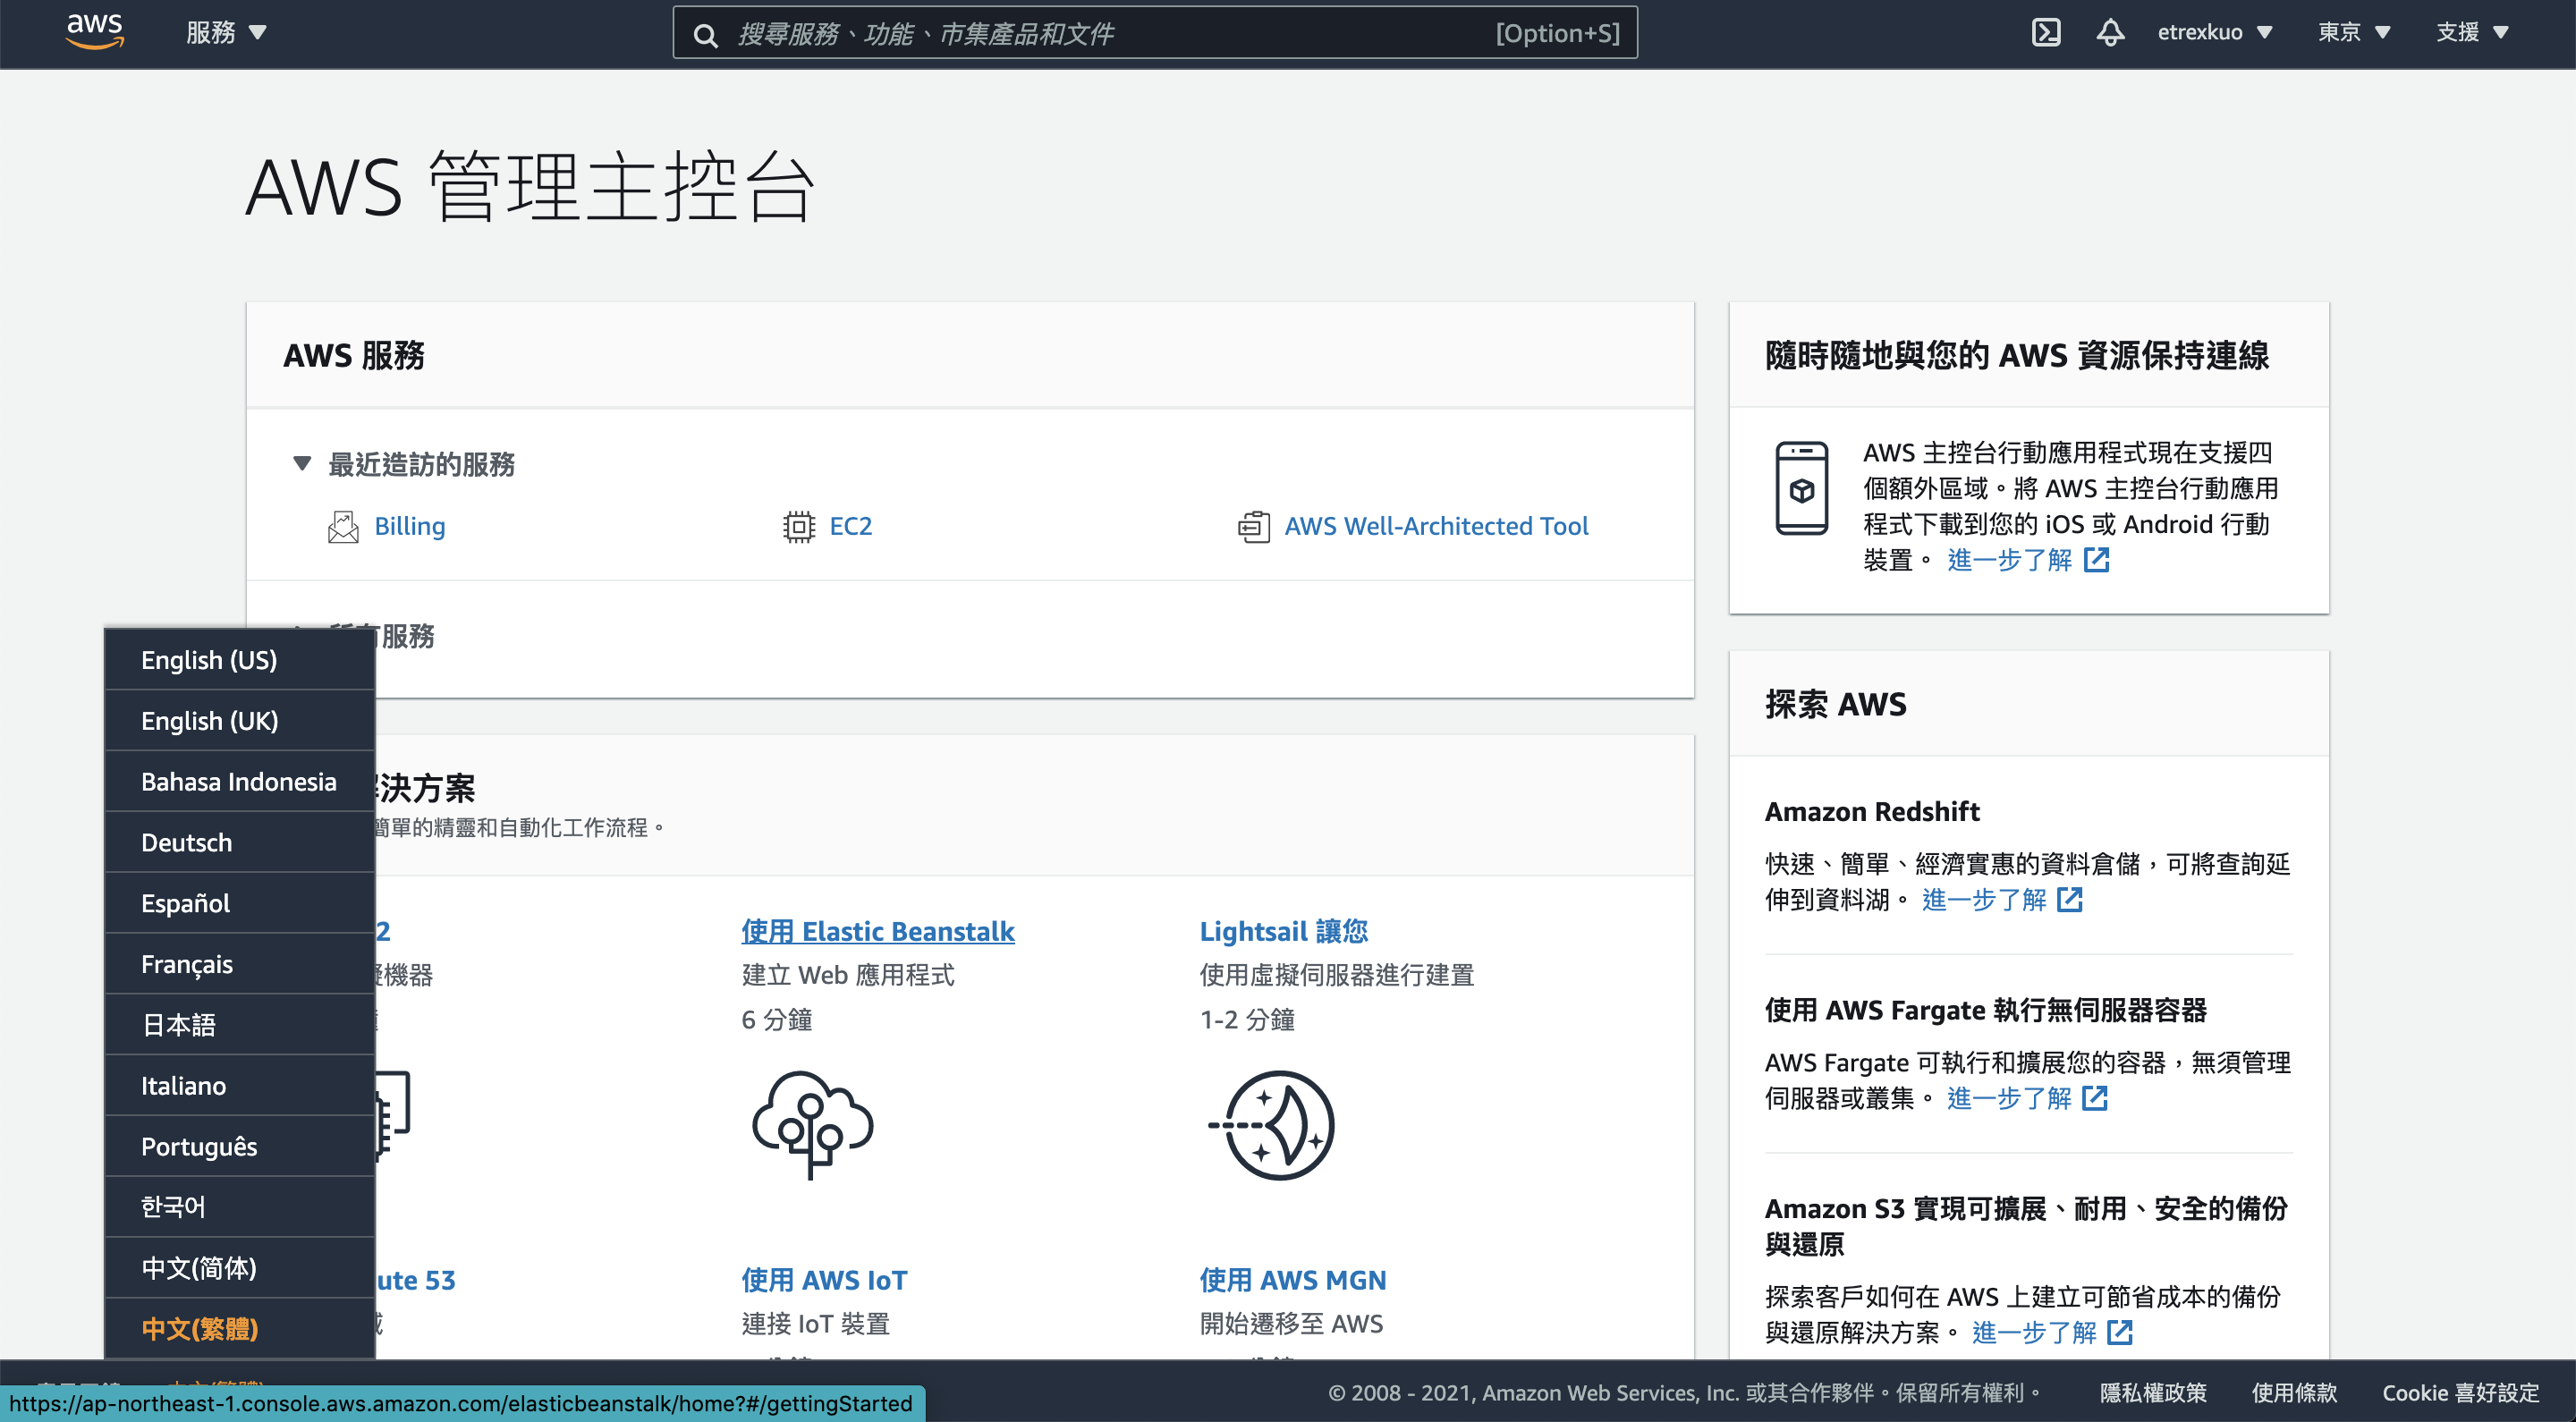 aws
服務
搜尋服務、功能、市集產品和文件
[Option+S]
etrexkuo
東京
支援
AWS 管理主控台
AWS 服務
最近造訪的服務
Billing
EC2
AWS Well-Architected Tool
服務
決方案
簡單的精靈和自動化工作流程。
2
機器
使用 Elastic Beanstalk
建立 Web 應用程式
6 分鐘
Lightsail 讓您
使用虛擬伺服器進行建置
1-2 分鐘
ute 53
使用 AWS IoT
連接 IoT 裝置
使用 AWS MGN
開始遷移至 AWS
隨時隨地與您的 AWS 資源保持連線
AWS 主控台行動應用程式現在支援四
個額外區域。將 AWS 主控台行動應用
程式下載到您的 iOS 或 Android 行動
裝置。 進一步了解
探索 AWS
Amazon Redshift
快速、簡單、經濟實惠的資料倉儲，可將查詢延
伸到資料湖。 進一步了解
使用 AWS Fargate 執行無伺服器容器
AWS Fargate 可執行和擴展您的容器，無須管理
伺服器或叢集。 進一步了解
Amazon S3 實現可擴展、耐用、安全的備份
與還原
探索客戶如何在 AWS 上建立可節省成本的備份
與還原解決方案。 進一步了解
English (US)
English (UK)
Bahasa Indonesia
Deutsch
Español
Français
日本語
Italiano
Português
한국어
中文(简体)
中文(繁體)
https://ap-northeast-1.console.aws.amazon.com/elasticbeanstalk/home?#/gettingStarted
© 2008 - 2021, Amazon Web Services, Inc. 或其合作夥伴。保留所有權利。
隱私權政策
使用條款
Cookie 喜好設定